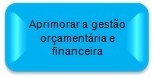 Aprimorar a gestão
orçamentária e
financeira